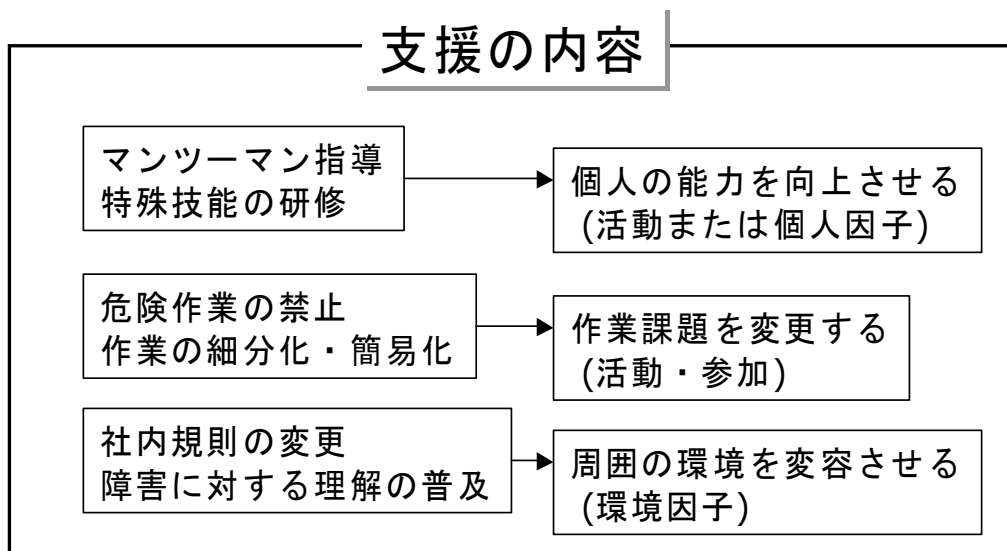 支援の内容
マンツーマン指導
特殊技能の研修
個人の能力を向上させる
(活動または個人因子)
危険作業の禁止
作業の細分化・簡易化
作業課題を変更する
(活動・参加)
社内規則の変更
障害に対する理解の普及
周囲の環境を変容させる
(環境因子)